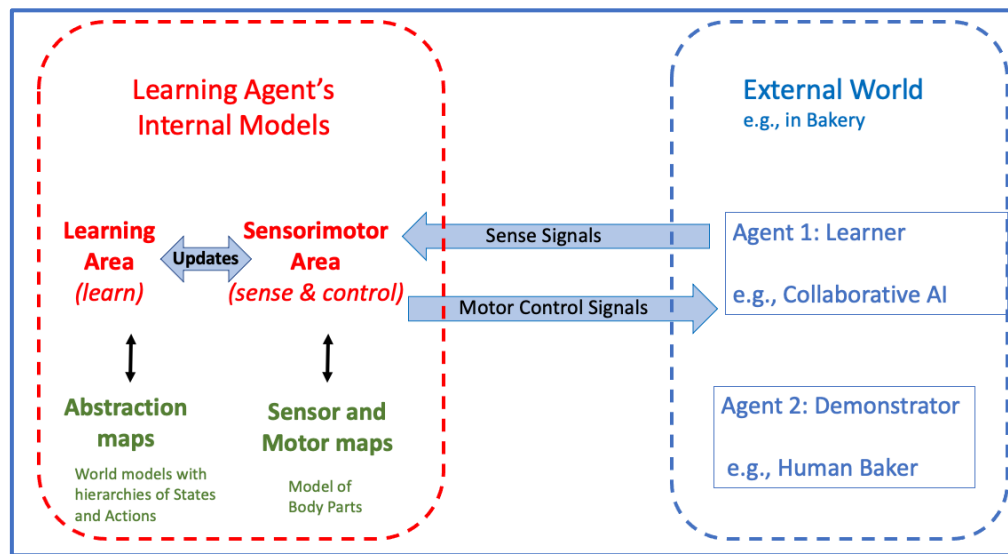 Learning Agent's
Internal Models
External World
e.g., in Bakery
Learning
Area
(learn)
Updates
Sensorimotor
Area
(sense & control)
Sense Signals
Motor Control Signals
Agent 1: Learner
e.g., Collaborative AI
Abstraction
maps
World models with
hierarchies of States
and Actions
Sensor and
Motor maps
Model of
Body Parts
Agent 2: Demonstrator
e.g., Human Baker